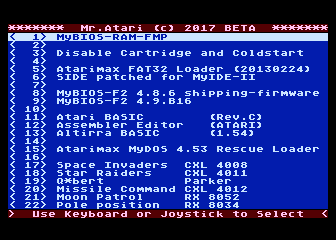 ******* Mr.Atari (c) 2017 BETA *******
< 1> MyBIOS-RAM-FMP
< 2>
< 3> Disable Cartridge and Coldstart
< 4>
< 5> Atarimax FAT32 Loader (20130224)
< 6> SIDE patched for MyIDE-II
< 7>
< 8> MyBIOS-F2 4.8.6 shipping-firmware
< 9> MyBIOS-F2 4.9.B16
< 10>
< 11> Atari BASIC (Rev.C)
< 12> Assembler Editor (ATARI)
< 13> Altirra BASIC (1.54)
< 14>
< 15> Atarimax MyDOS 4.53 Rescue Loader
< 16>
< 17> Space Invaders CXL 4008
< 18> Star Raiders CXL 4011
< 19> Q*bert Parker
< 20> Missile Command CXL 4012
< 21> Moon Patrol RX 8052
< 22> Pole position RX 8034
> Use Keyboard or Joystick to Select <